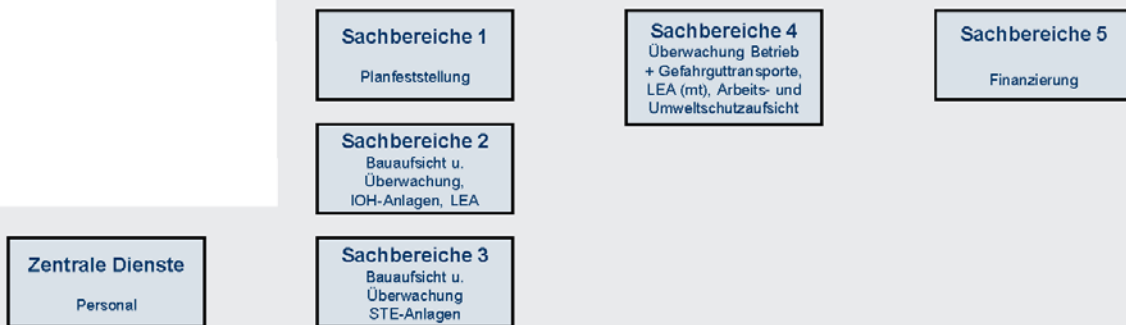 Sachbereiche 1
Planfeststellung
Sachbereiche 4
Überwachung Betrieb
+ Gefahrguttransporte,
LEA (mt), Arbeits- und
Umweltschutzaufsicht
Sachbereiche 5
Finanzierung
Sachbereiche 2
Bauaufsicht u.
Überwachung,
IOH-Anlagen, LEA
Zentrale Dienste
Personal
Sachbereiche 3
Bauaufsicht u.
Überwachung
STE-Anlagen